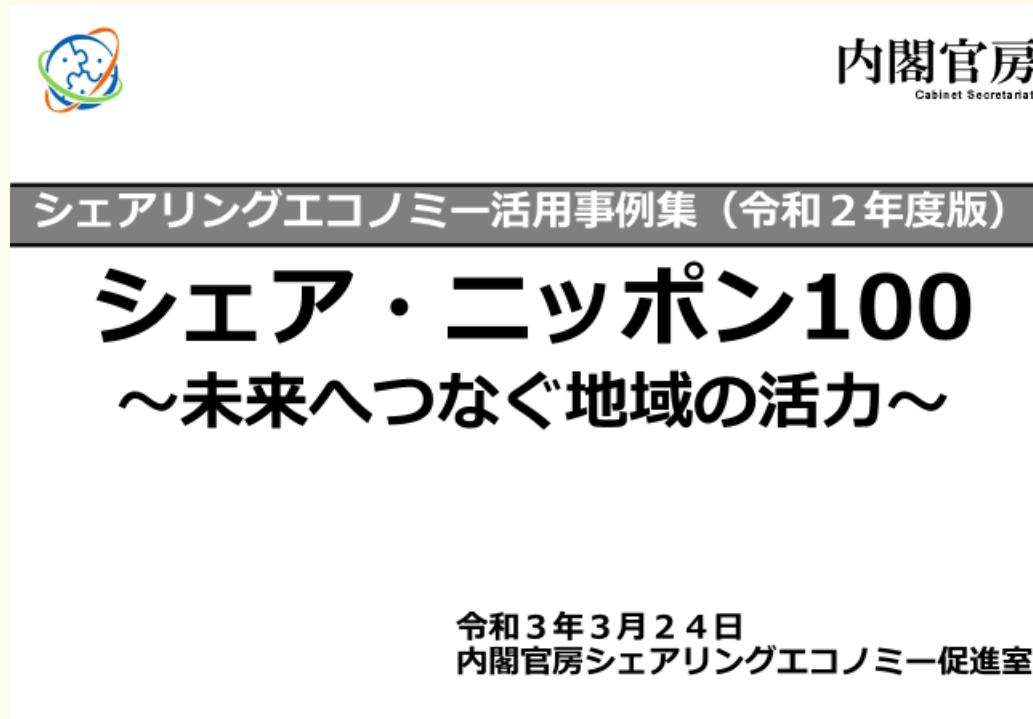 内閣官房
Cabinet Secretariat
シェアリングエコノミー活用事例集（令和２年度版）
シェア・ニッポン100
～未来へつなぐ地域の活力～
令和３年３月２４日
内閣官房シェアリングエコノミー促進室